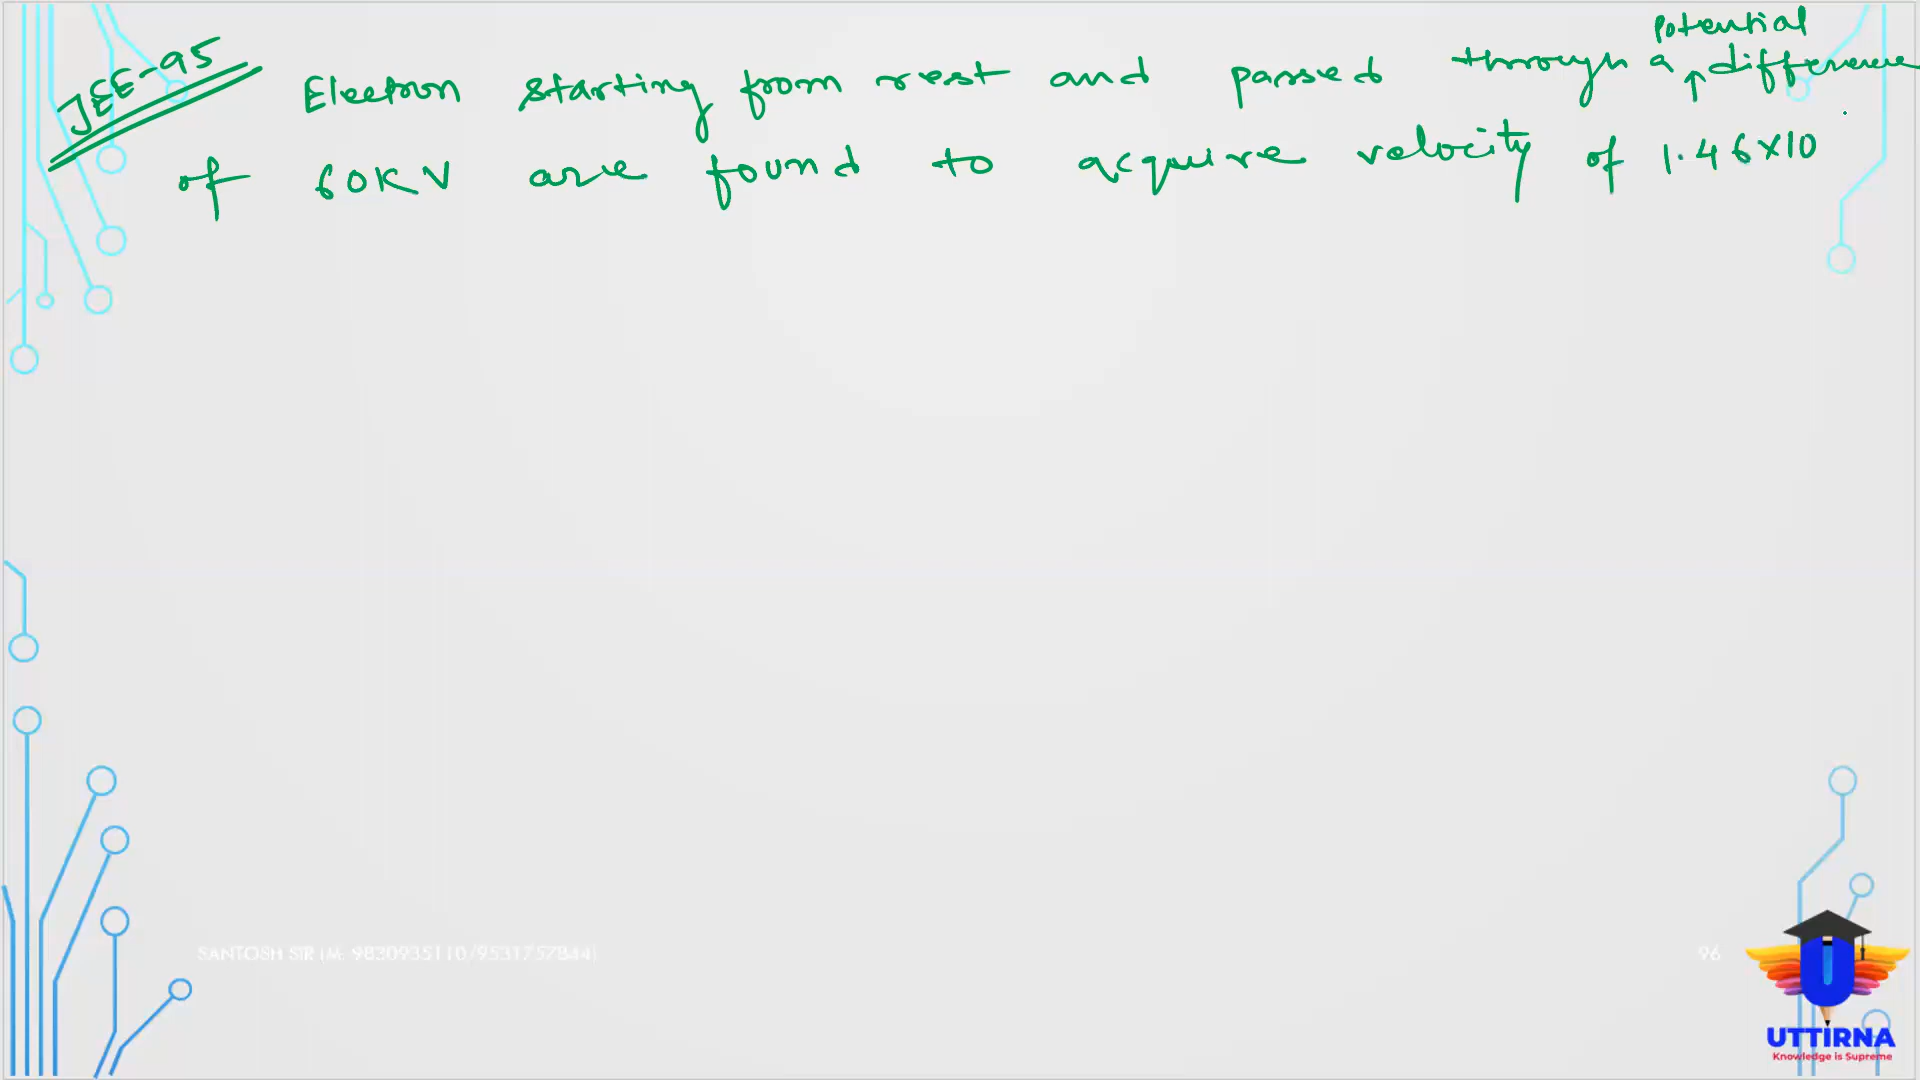 JEE-95
Electron starting from rest and passed through a potential difference
of 60KV are found to acquire velocity of 1.46×10
SANTOSH SIR (M: 9830935110/9531757844)
96
UTTIRNA
Knowledge is Supreme